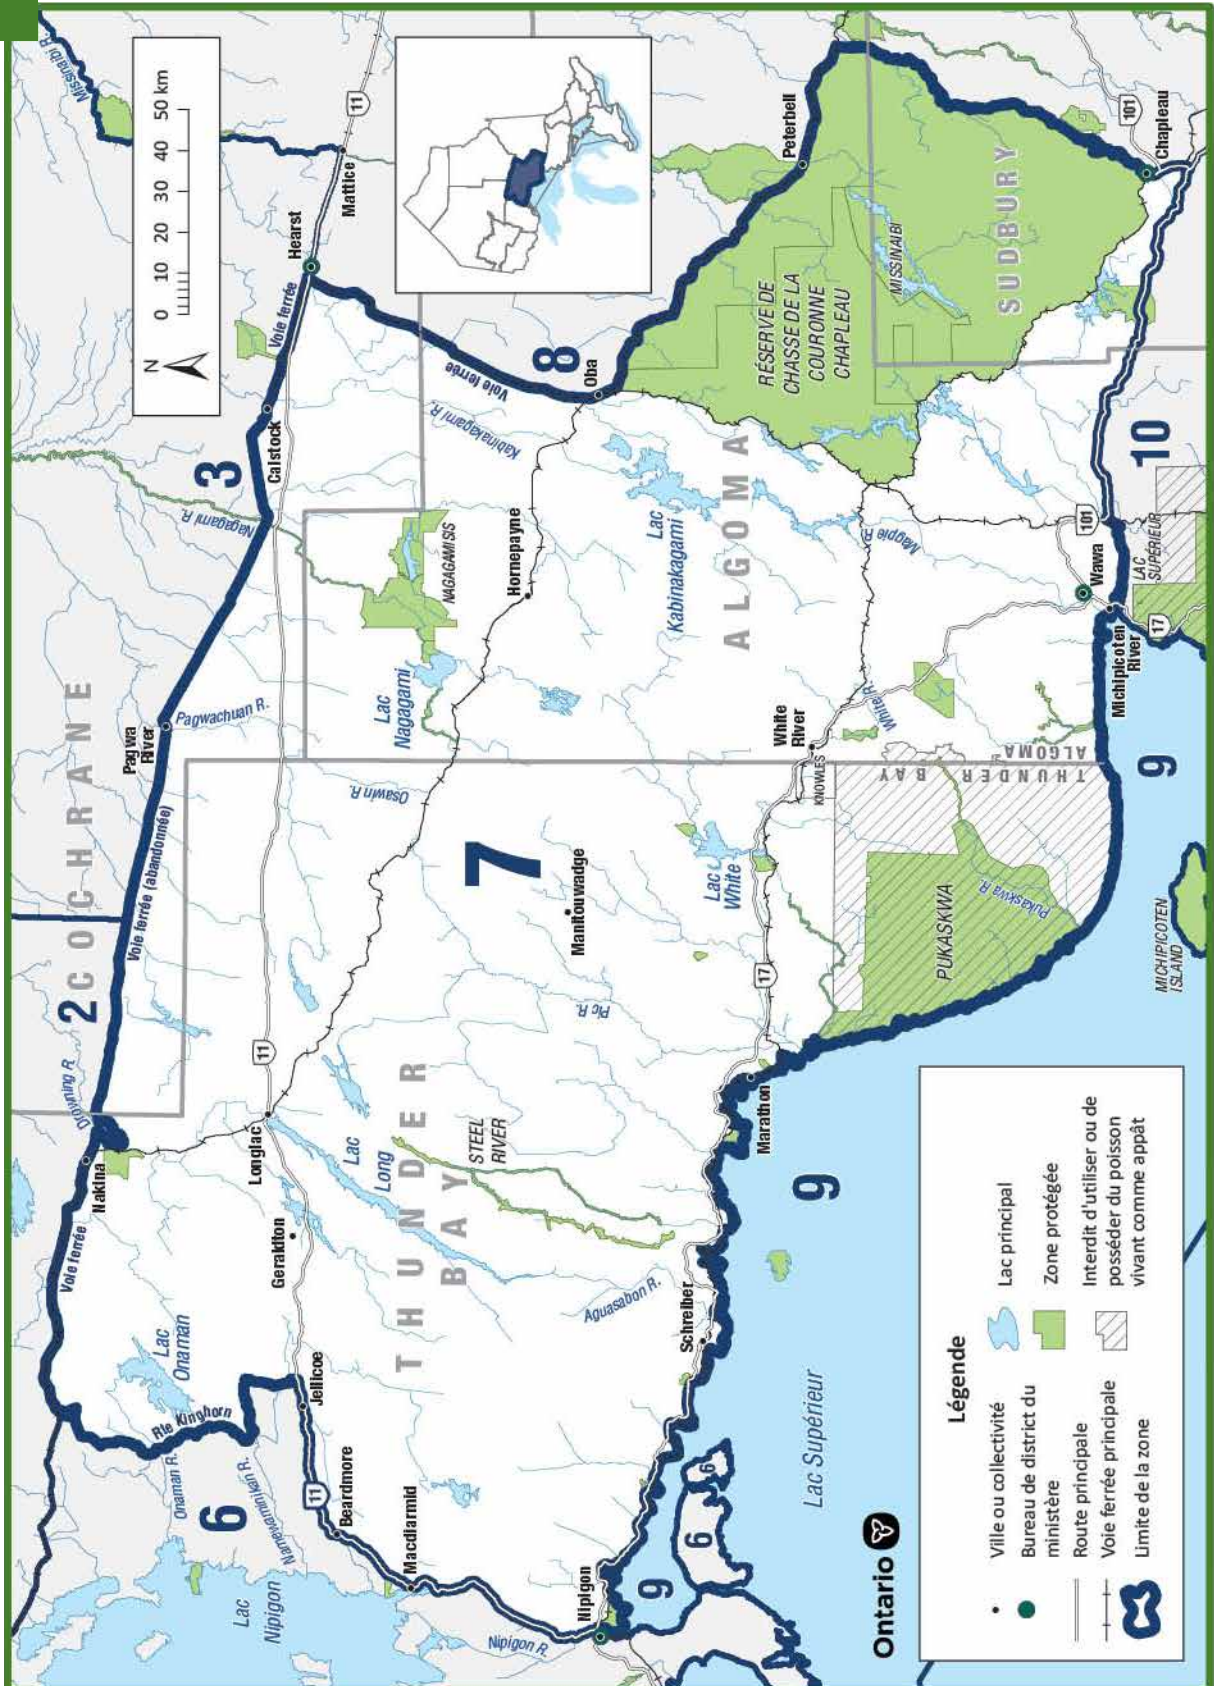 Missinaibi R.
0 10 20 30 40 50 km
N
11
Mattice
Hearst
Voie ferrée
Calstock
3
Nagagami R.
COCHRANE
Pagwa
River
Pagwachuan R.
Voie ferrée (abandonnée)
2
Drowning R.
Nakina
Voie ferrée
Lac
Onaman
Rte Kinghorn
Onaman R.
Namewaminikan R.
6
Lac
Nipigon
Nipigon R.
Macdiarmid
Beardmore
11
Jellicoe
Geraldton
Longlac
11
Lac
Long
THUNDER
BAY
STEEL
RIVER
Aguasabon R.
Pic R.
7
Manitouwadge
Osawin R.
Lac
Nagagami
NAGAGAMISIS
Hornepayne
Kabinakagami R.
Voie ferrée
8
Oba
Lac
Kabinakagami
ALGOMA
Magpie R.
Peterbell
RÉSERVE DE
CHASSE DE LA
COURONNE
CHAPLEAU
MISSINAIBI
SUDBURY
101
Chapleau
10
101
Wawa
LAC
SUPÉRIEUR
17
Michipicoten
River
White
River
KNOWLES
White R.
THUNDER BAY
ALGOMA
Lac
White
17
PUKASKWA
Pukaskwa R.
9
MICHIPICOTEN
ISLAND
Marathon
9
Schreiber
Nipigon
9
6
6
Lac Supérieur
Ontario
Légende
Ville ou collectivité
Bureau de district du
ministère
Route principale
Voie ferrée principale
Limite de la zone
Lac principal
Zone protégée
Interdit d'utiliser ou de
posséder du poisson
vivant comme appât